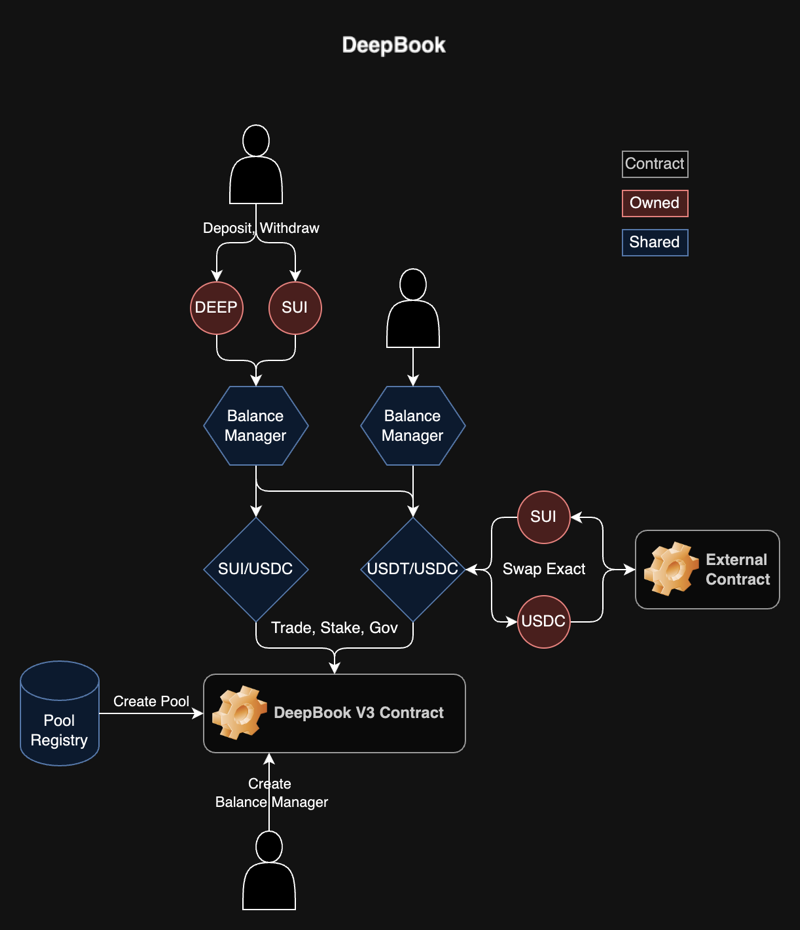 DeepBook
Contract
Owned
Shared
Deposit, Withdraw
DEEP
SUI
Balance
Manager
Balance
Manager
SUI
SUI/USDC
USDT/USDC
Swap Exact
External
Contract
USDC
Trade, Stake, Gov
Create Pool
Pool
Registry
DeepBook V3 Contract
Create
Balance Manager